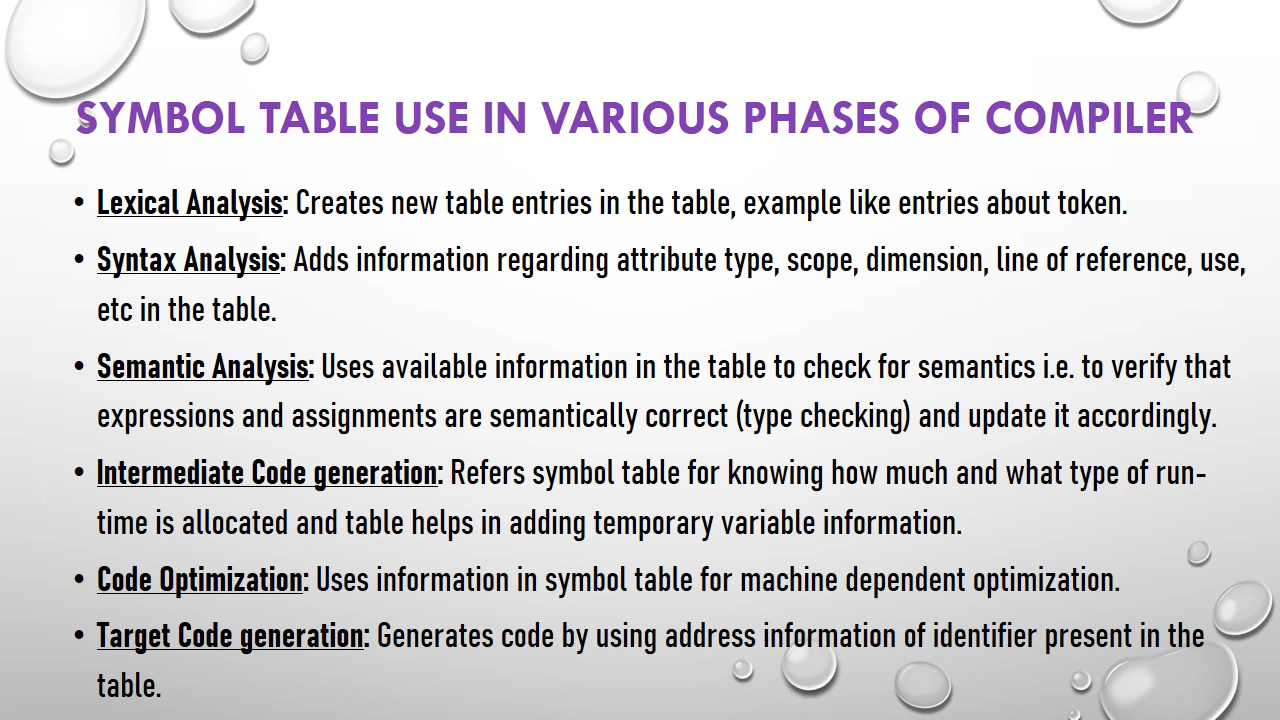 SYMBOL TABLE USE IN VARIOUS PHASES OF COMPILER
• Lexical Analysis: Creates new table entries in the table, example like entries about token.
• Syntax Analysis: Adds information regarding attribute type, scope, dimension, line of reference, use,
etc in the table.
• Semantic Analysis: Uses available information in the table to check for semantics i.e. to verify that
expressions and assignments are semantically correct (type checking) and update it accordingly.
• Intermediate Code generation: Refers symbol table for knowing how much and what type of run-
time is allocated and table helps in adding temporary variable information.
• Code Optimization: Uses information in symbol table for machine dependent optimization.
• Target Code generation: Generates code by using address information of identifier present in the
table.